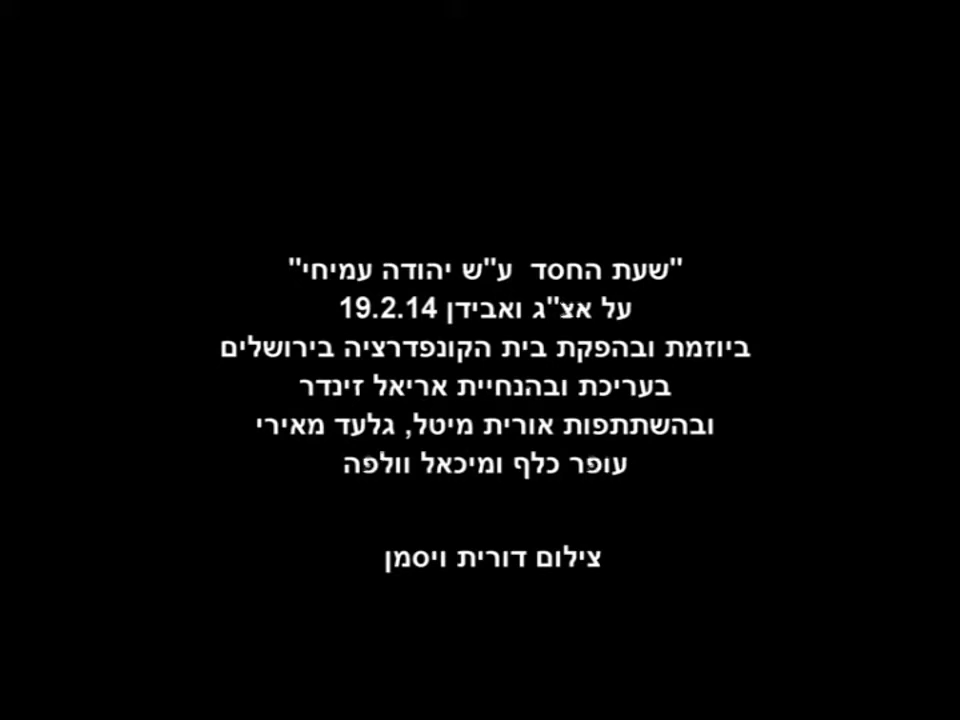 "שעת החסד  ע"ש יהודה עמיחי"
על אצ"ג ואבידן 19.2.14
ביוזמת ובהפקת בית הקונפדרציה בירושלים
בעריכת ובהנחיית אריאל זינדר
ובהשתתפות אורית מיטל, גלעד מאירי
עופר כלף ומיכאל וולפה
צילום דורית ויסמן